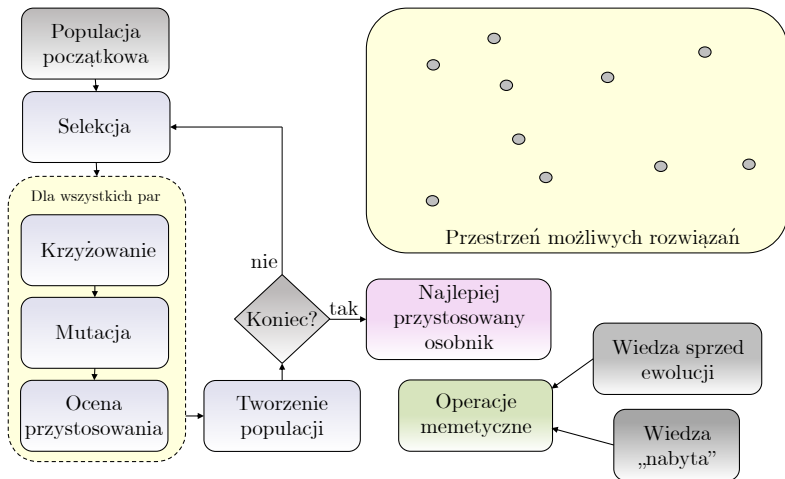 Populacja
początkowa
Selekcja
Dla wszystkich par
Krzyżowanie
Mutacja
Ocena
przystosowania
Tworzenie
populacji
Koniec?
nie
tak
Najlepiej
przystosowany
osobnik
Przestrzeń możliwych rozwiązań
Operacje
memetyczne
Wiedza sprzed
ewolucji
Wiedza
„nabyta”